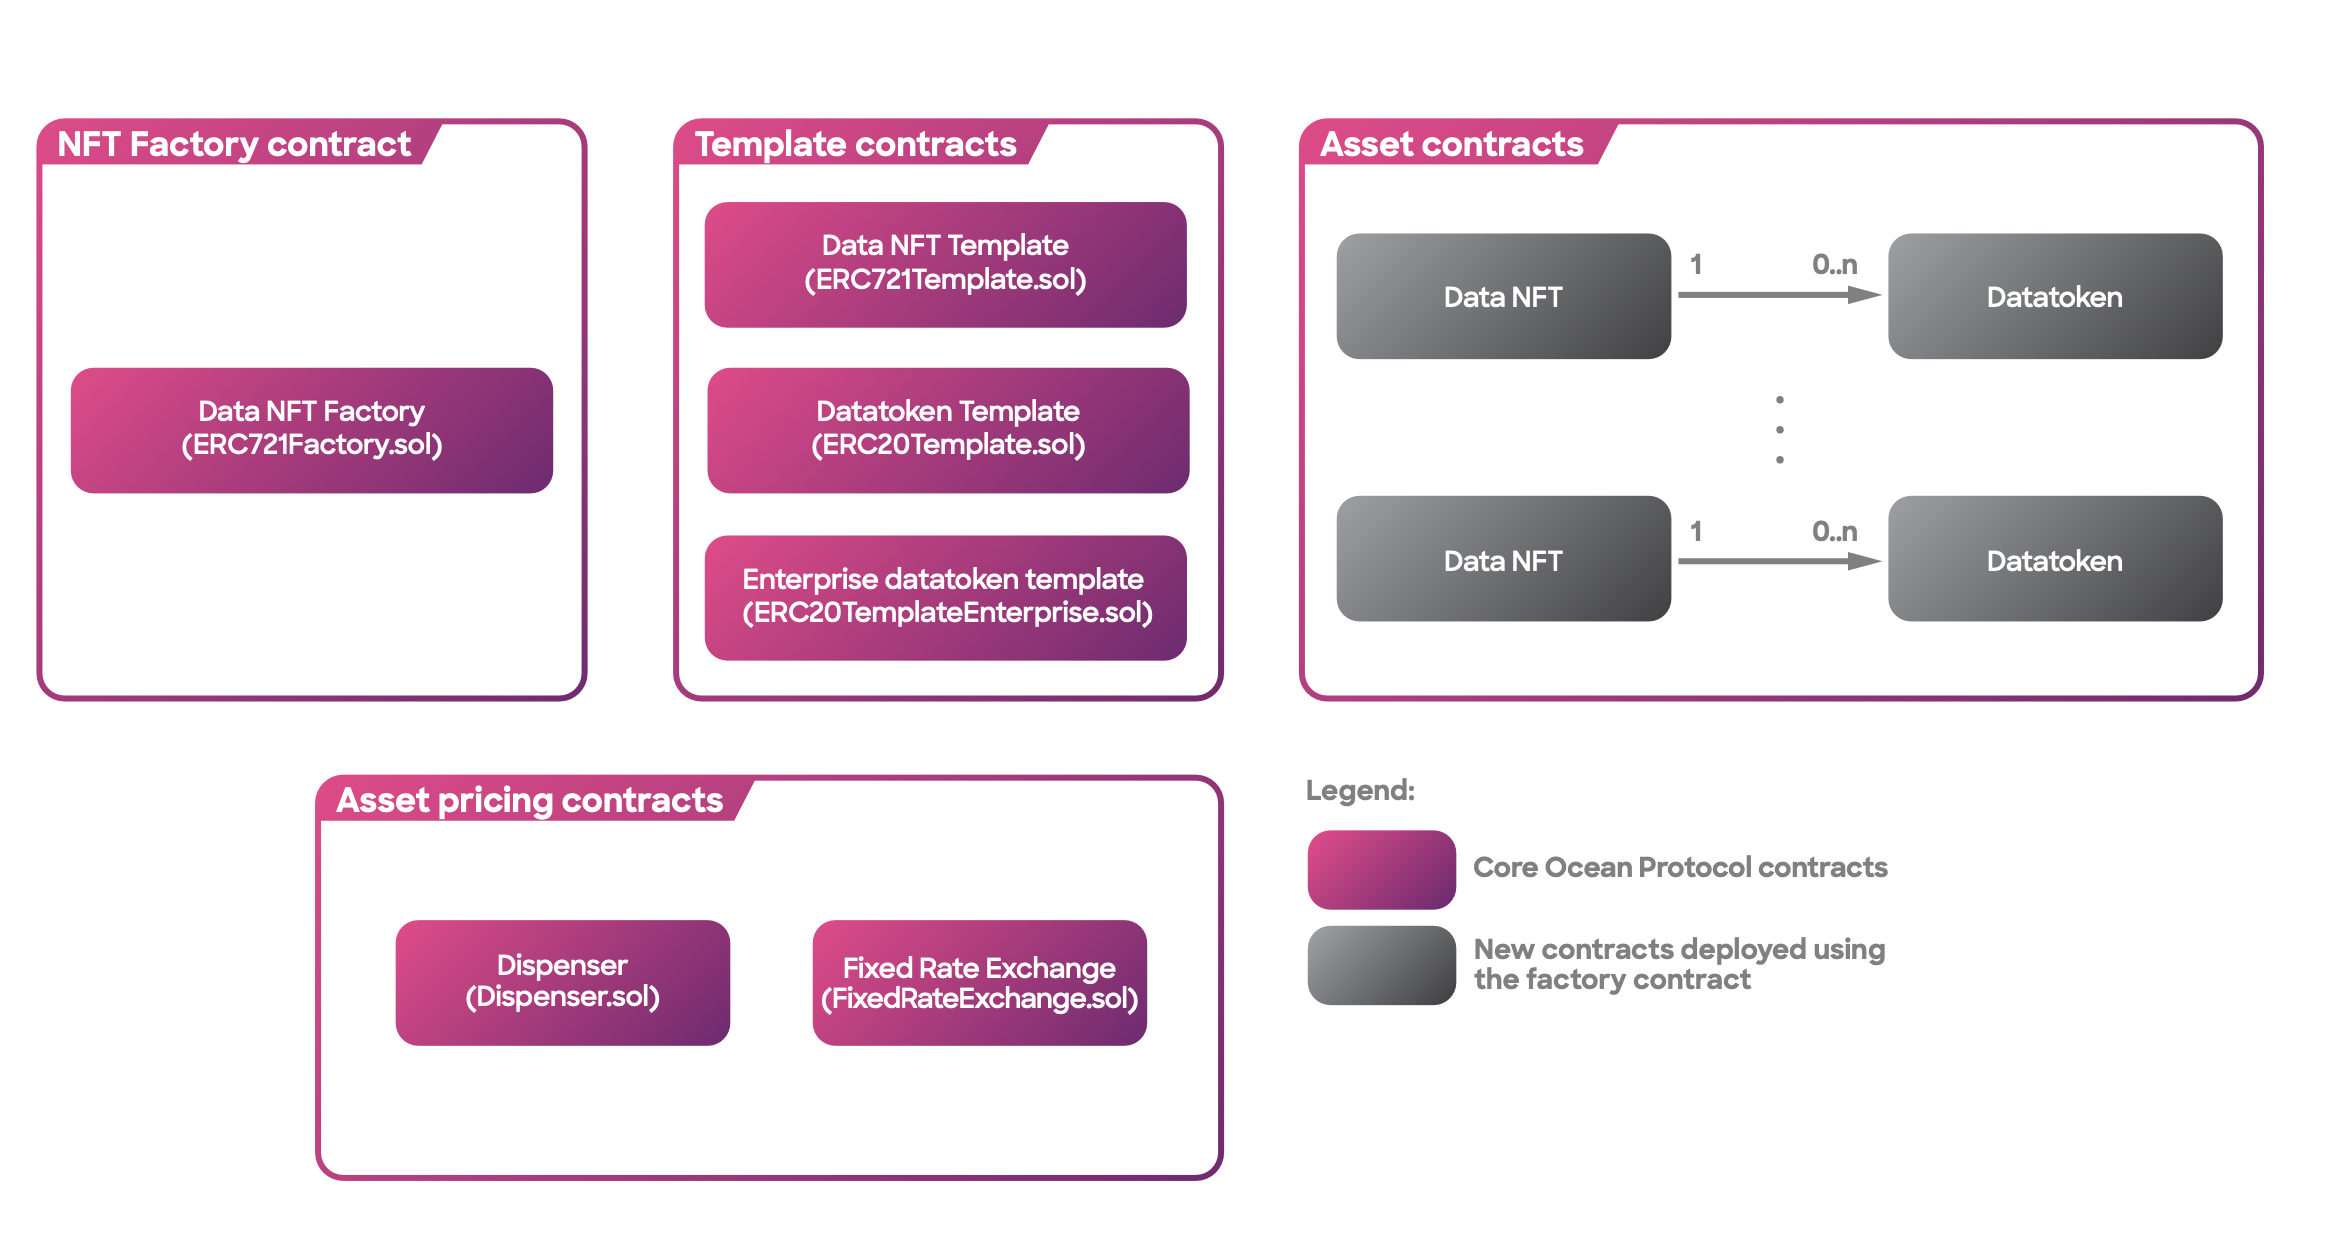 NFT Factory contract
Data NFT Factory
(ERC721Factory.sol)
Template contracts
Data NFT Template
(ERC721Template.sol)
Datatoken Template
(ERC20Template.sol)
Enterprise datatoken template
(ERC20TemplateEnterprise.sol)
Asset contracts
Data NFT
1
0..n
Datatoken
Data NFT
1
0..n
Datatoken
Asset pricing contracts
Dispenser
(Dispenser.sol)
Fixed Rate Exchange
(FixedRateExchange.sol)
Legend:
Core Ocean Protocol contracts
New contracts deployed using
the factory contract